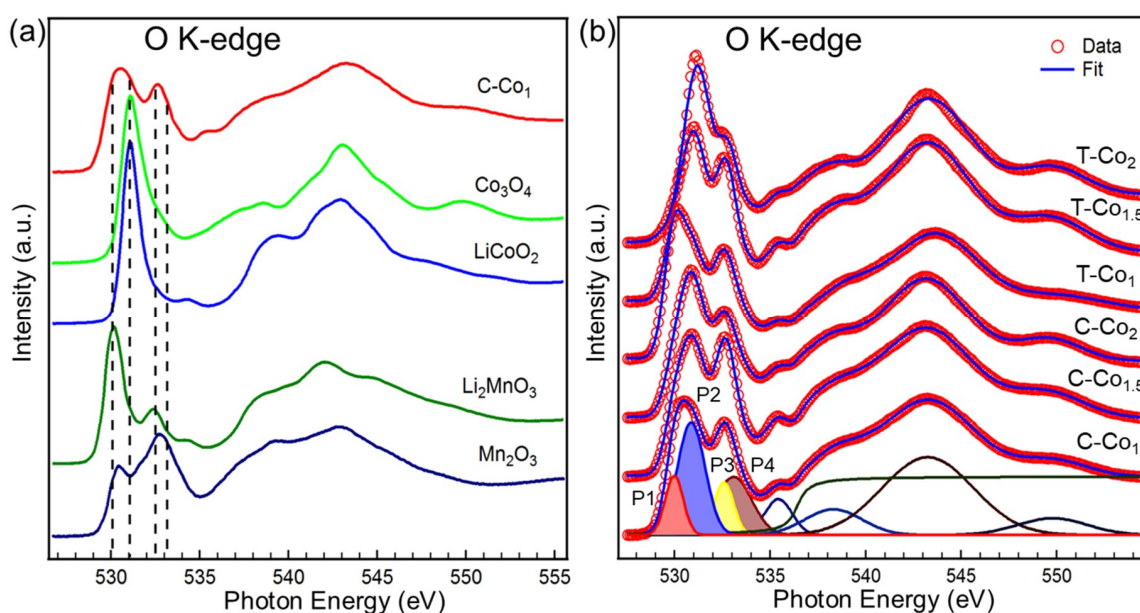 (a)
O K-edge
C-Co1
Co3O4
LiCoO2
Li2MnO3
Mn2O3
Intensity (a.u.)
530 535 540 545 550 555
Photon Energy (eV)
(b)
O K-edge
Data
Fit
T-Co2
T-Co1.5
T-Co1
C-Co2
C-Co1.5
C-Co1
P1
P2
P3
P4
Intensity (a.u.)
530 535 540 545 550
Photon Energy (eV)